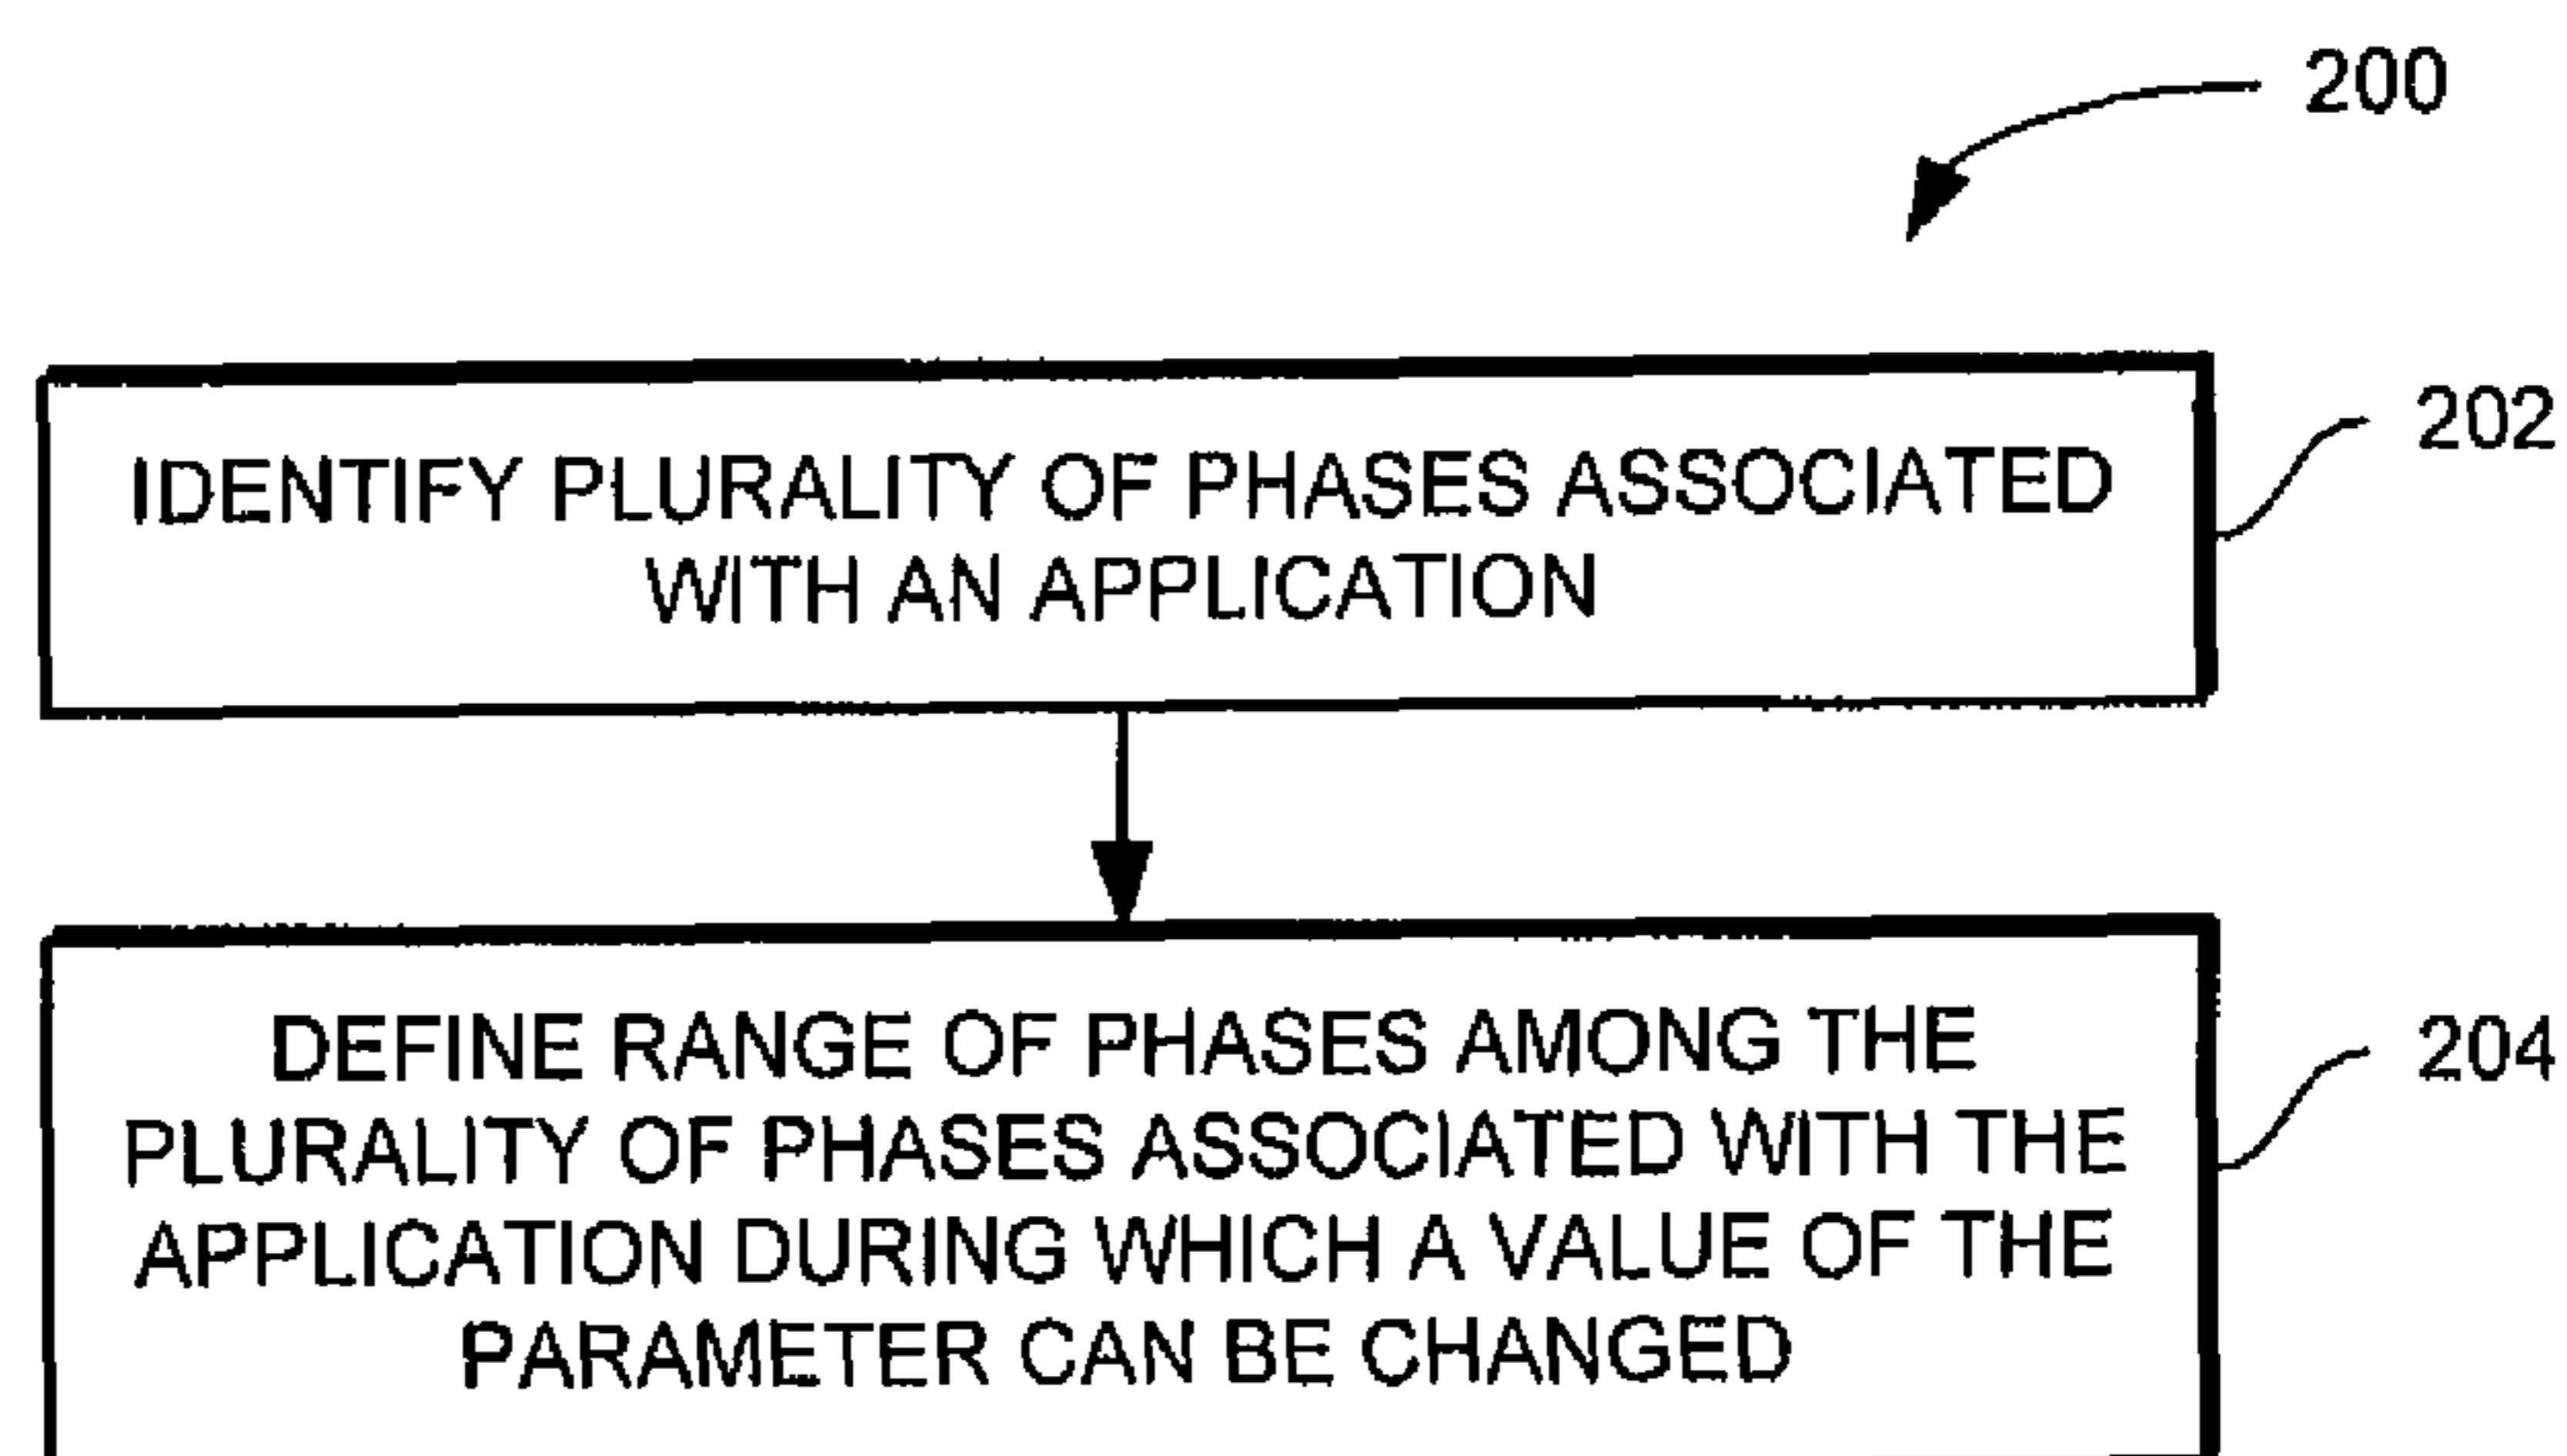 200
IDENTIFY PLURALITY OF PHASES ASSOCIATED
WITH AN APPLICATION
202
DEFINE RANGE OF PHASES AMONG THE
PLURALITY OF PHASES ASSOCIATED WITH THE
APPLICATION DURING WHICH A VALUE OF THE
PARAMETER CAN BE CHANGED
204